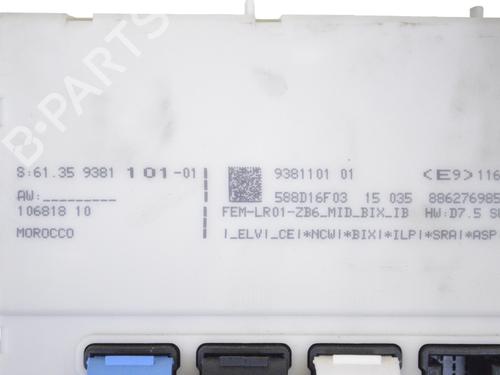 S:61.35 9381 101-01
AW:_________
106818 10
MOROCCO
9381101 01
588D16F03 15 035
FEM-LR01-ZB6_MID_BIX_IB
|_ELV|_CE|*NCW|*BIX|*ILP|*SRA|*ASP
<E9>116
886276985
HW:D7.5
B-Parts